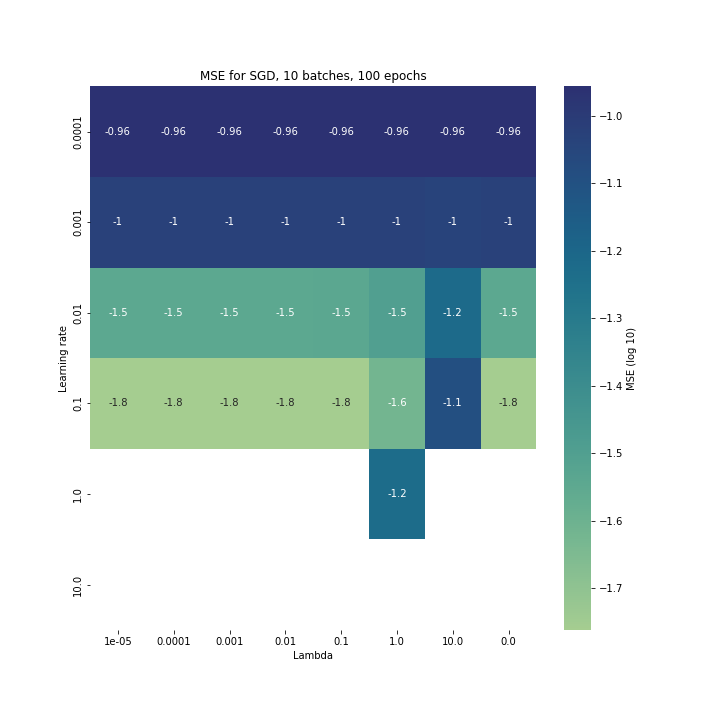 MSE for SGD, 10 batches, 100 epochs
0.0001 -0.96 -0.96 -0.96 -0.96 -0.96 -0.96 -0.96 -0.96
0.001 -1 -1 -1 -1 -1 -1 -1 -1
0.01 -1.5 -1.5 -1.5 -1.5 -1.5 -1.5 -1.2 -1.5
0.1 -1.8 -1.8 -1.8 -1.8 -1.8 -1.6 -1.1 -1.8
1.0 -1.2
10.0
Learning rate
1e-05 0.0001 0.001 0.01 0.1 1.0 10.0 0.0
Lambda
−1.0
−1.1
−1.2
−1.3
−1.4
−1.5
−1.6
−1.7
MSE (log 10)